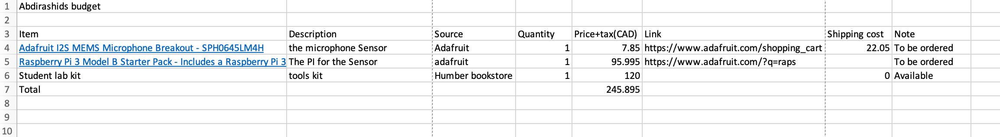 1 Abdirashids budget
2
3 Item Description Source Quantity Price+tax(CAD) Link Shipping cost Note
4 Adafruit I2S MEMS Microphone Breakout - SPH0645LM4H the microphone Sensor Adafruit 1 7.85 https://www.adafruit.com/shopping_cart 22.05 To be ordered
5 Raspberry Pi 3 Model B Starter Pack - Includes a Raspberry Pi 3 The PI for the Sensor adafruit 1 95.995 https://www.adafruit.com/?q=raps To be ordered
6 Student lab kit tools kit Humber bookstore 1 120 0 Available
7 Total 245.895
8
9
10